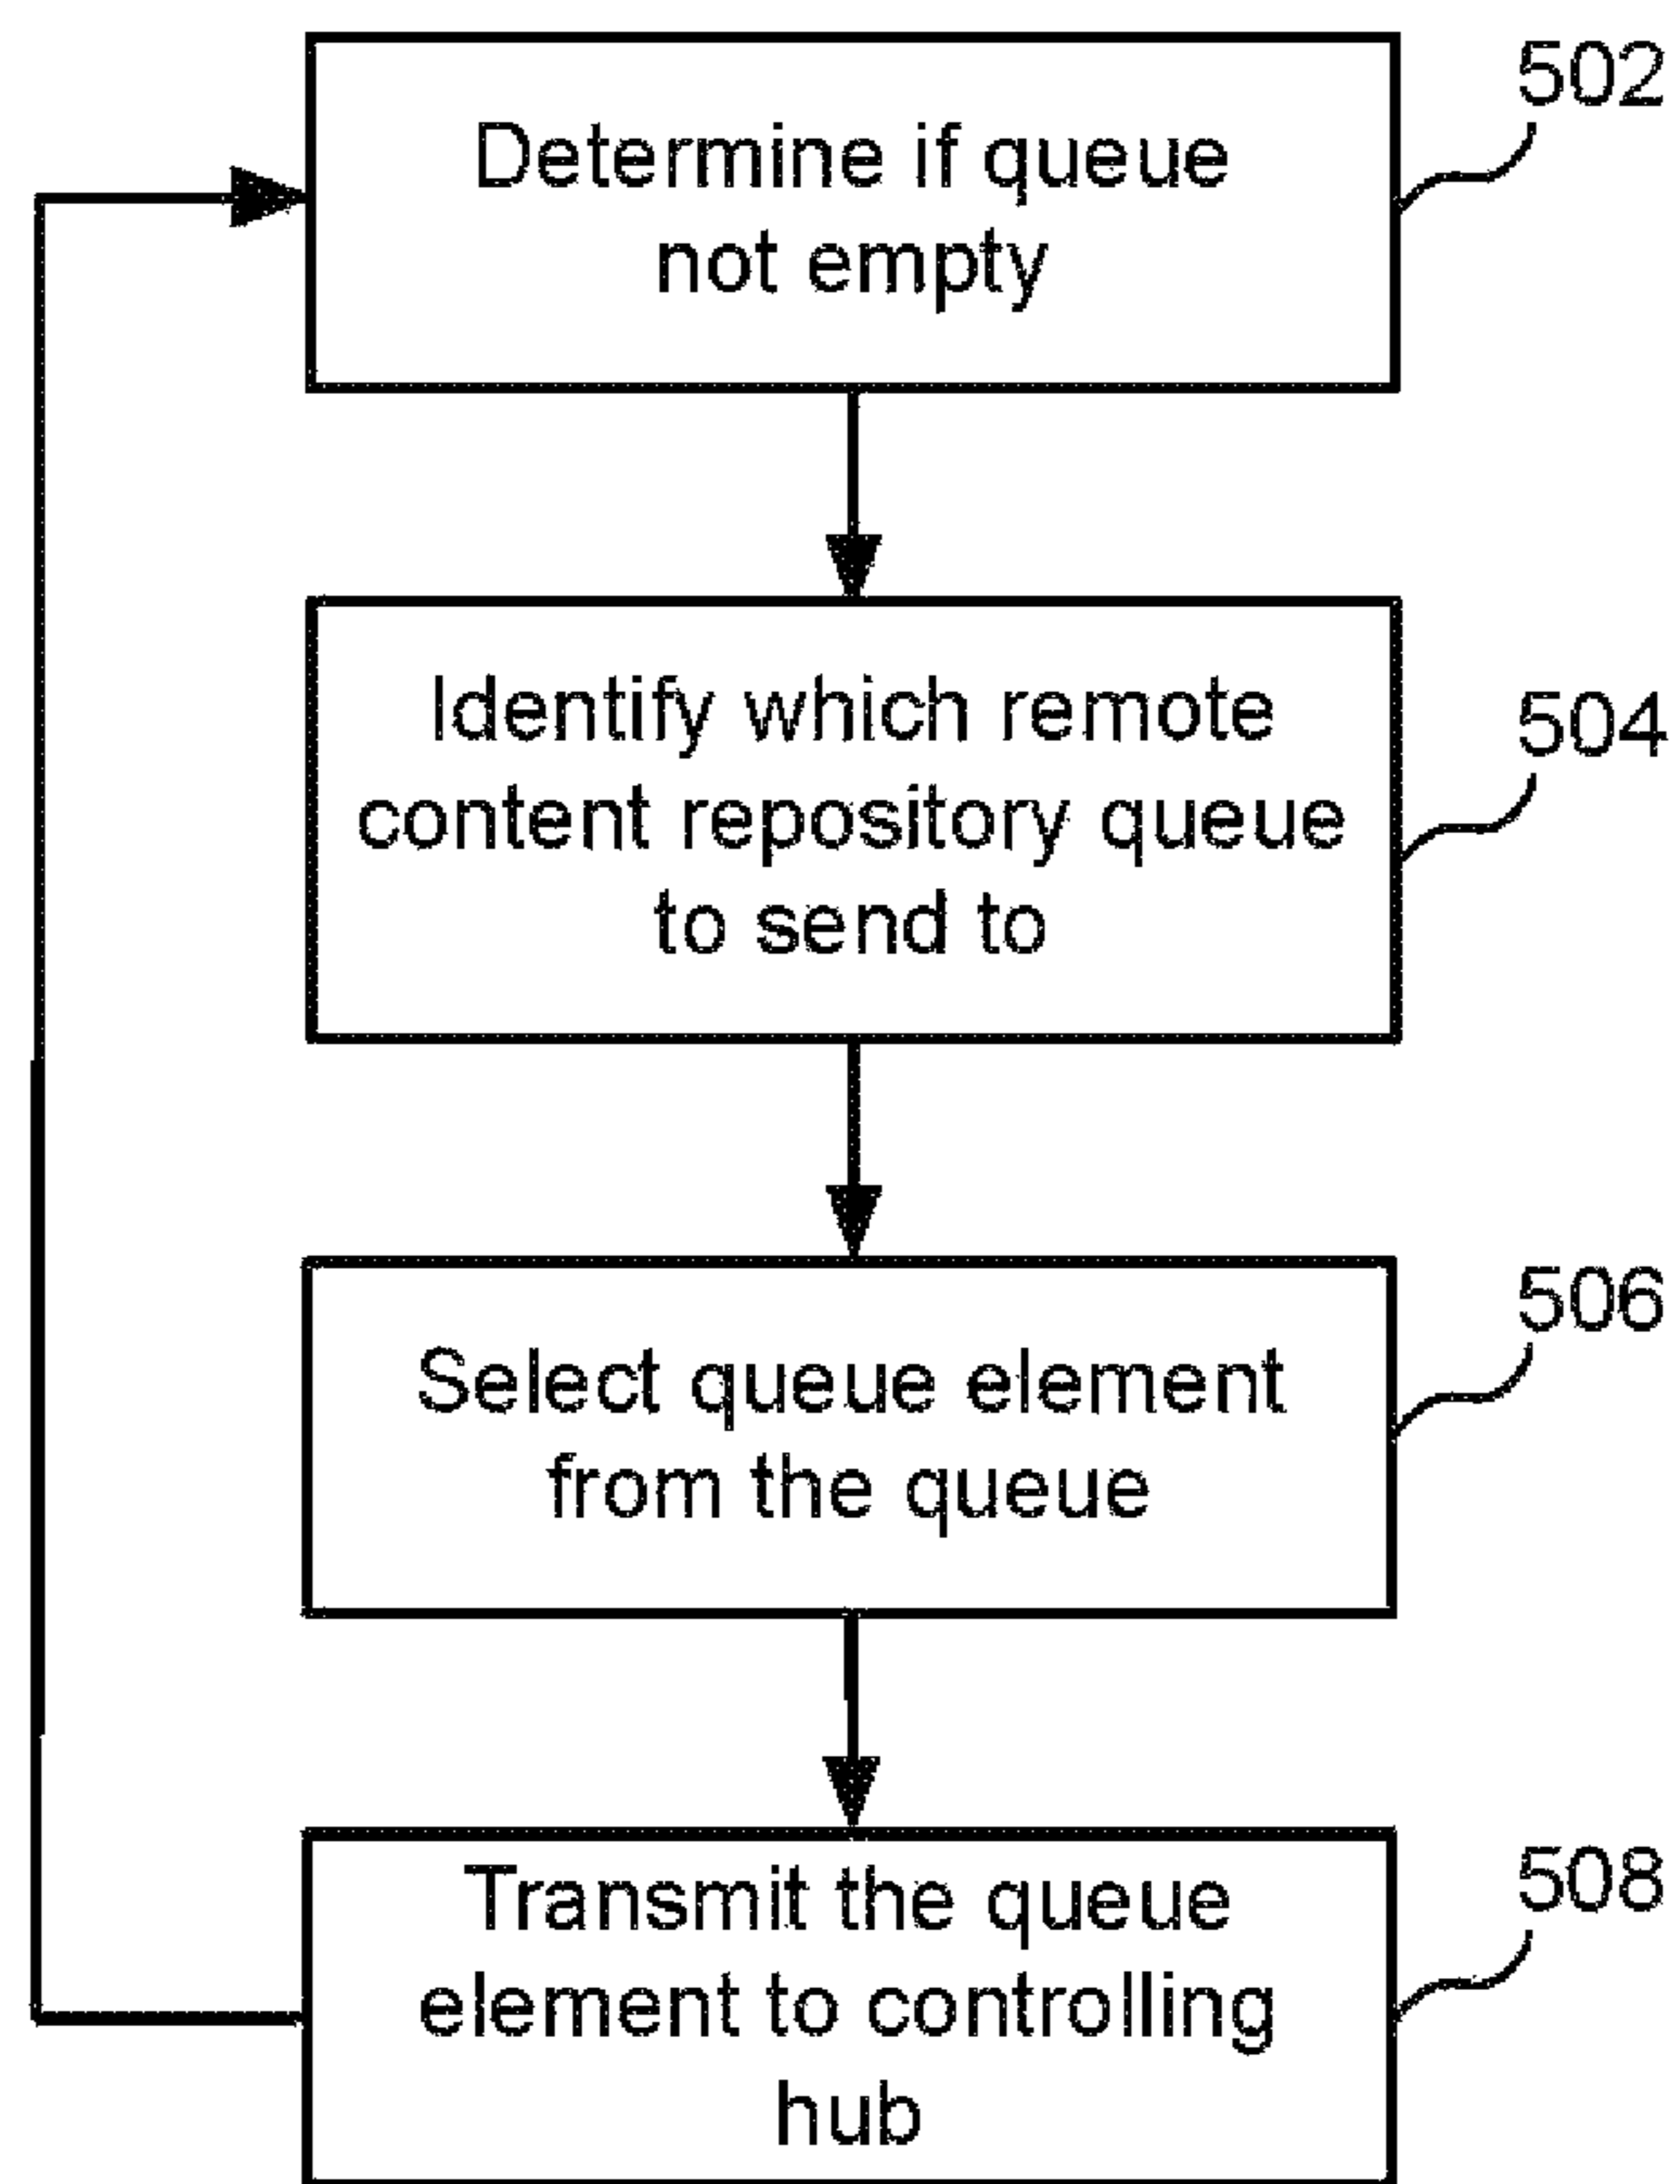 502
Determine if queue
not empty
504
Identify which remote
content repository queue
to send to
506
Select queue element
from the queue
508
Transmit the queue
element to controlling
hub